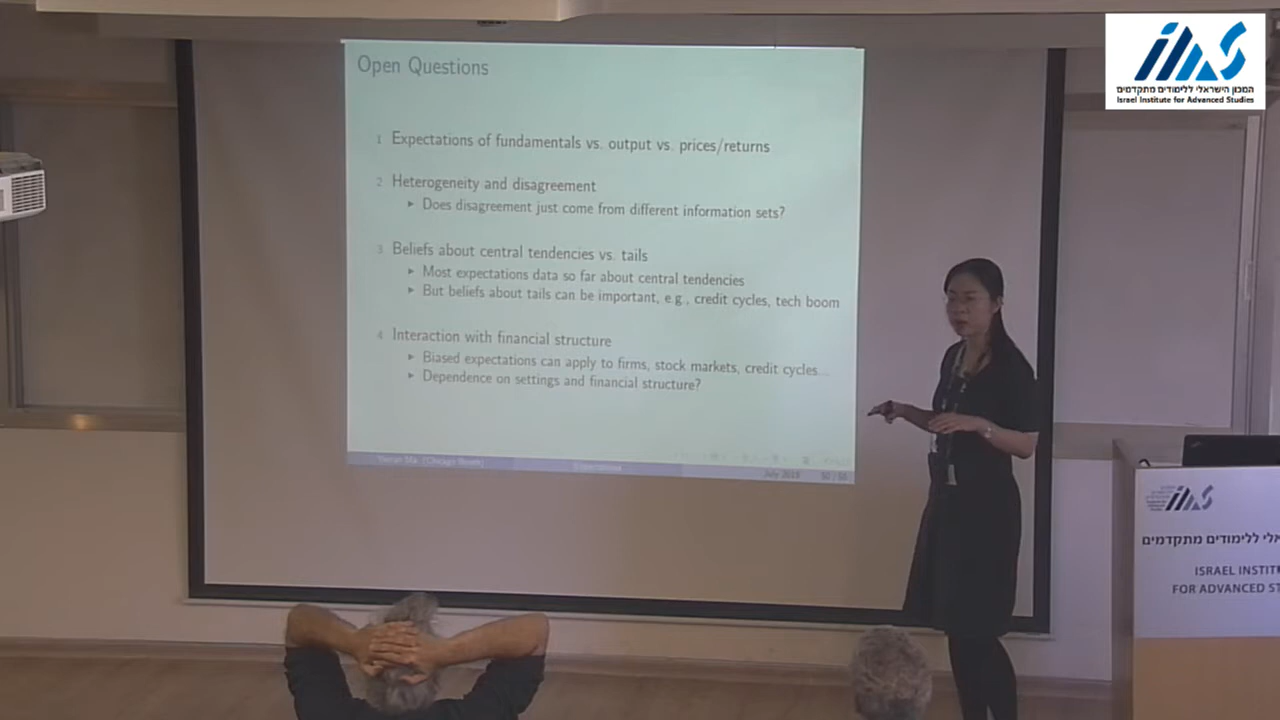 המכון הישראלי ללימודים מתקדמים
Israel Institute for Advanced Studies
Open Questions
1 Expectations of fundamentals vs. output vs. prices/returns
2 Heterogeneity and disagreement
▶ Does disagreement just come from different information sets?
3 Beliefs about central tendencies vs. tails
▶ Most expectations data so far about central tendencies
▶ But beliefs about tails can be important, e.g., credit cycles, tech boom
4 Interaction with financial structure
▶ Biased expectations can apply to firms, stock markets, credit cycles...
▶ Dependence on settings and financial structure?
Expectations
July 2019
ללימודים מתקדמים
ISRAEL
FOR ADVANCED